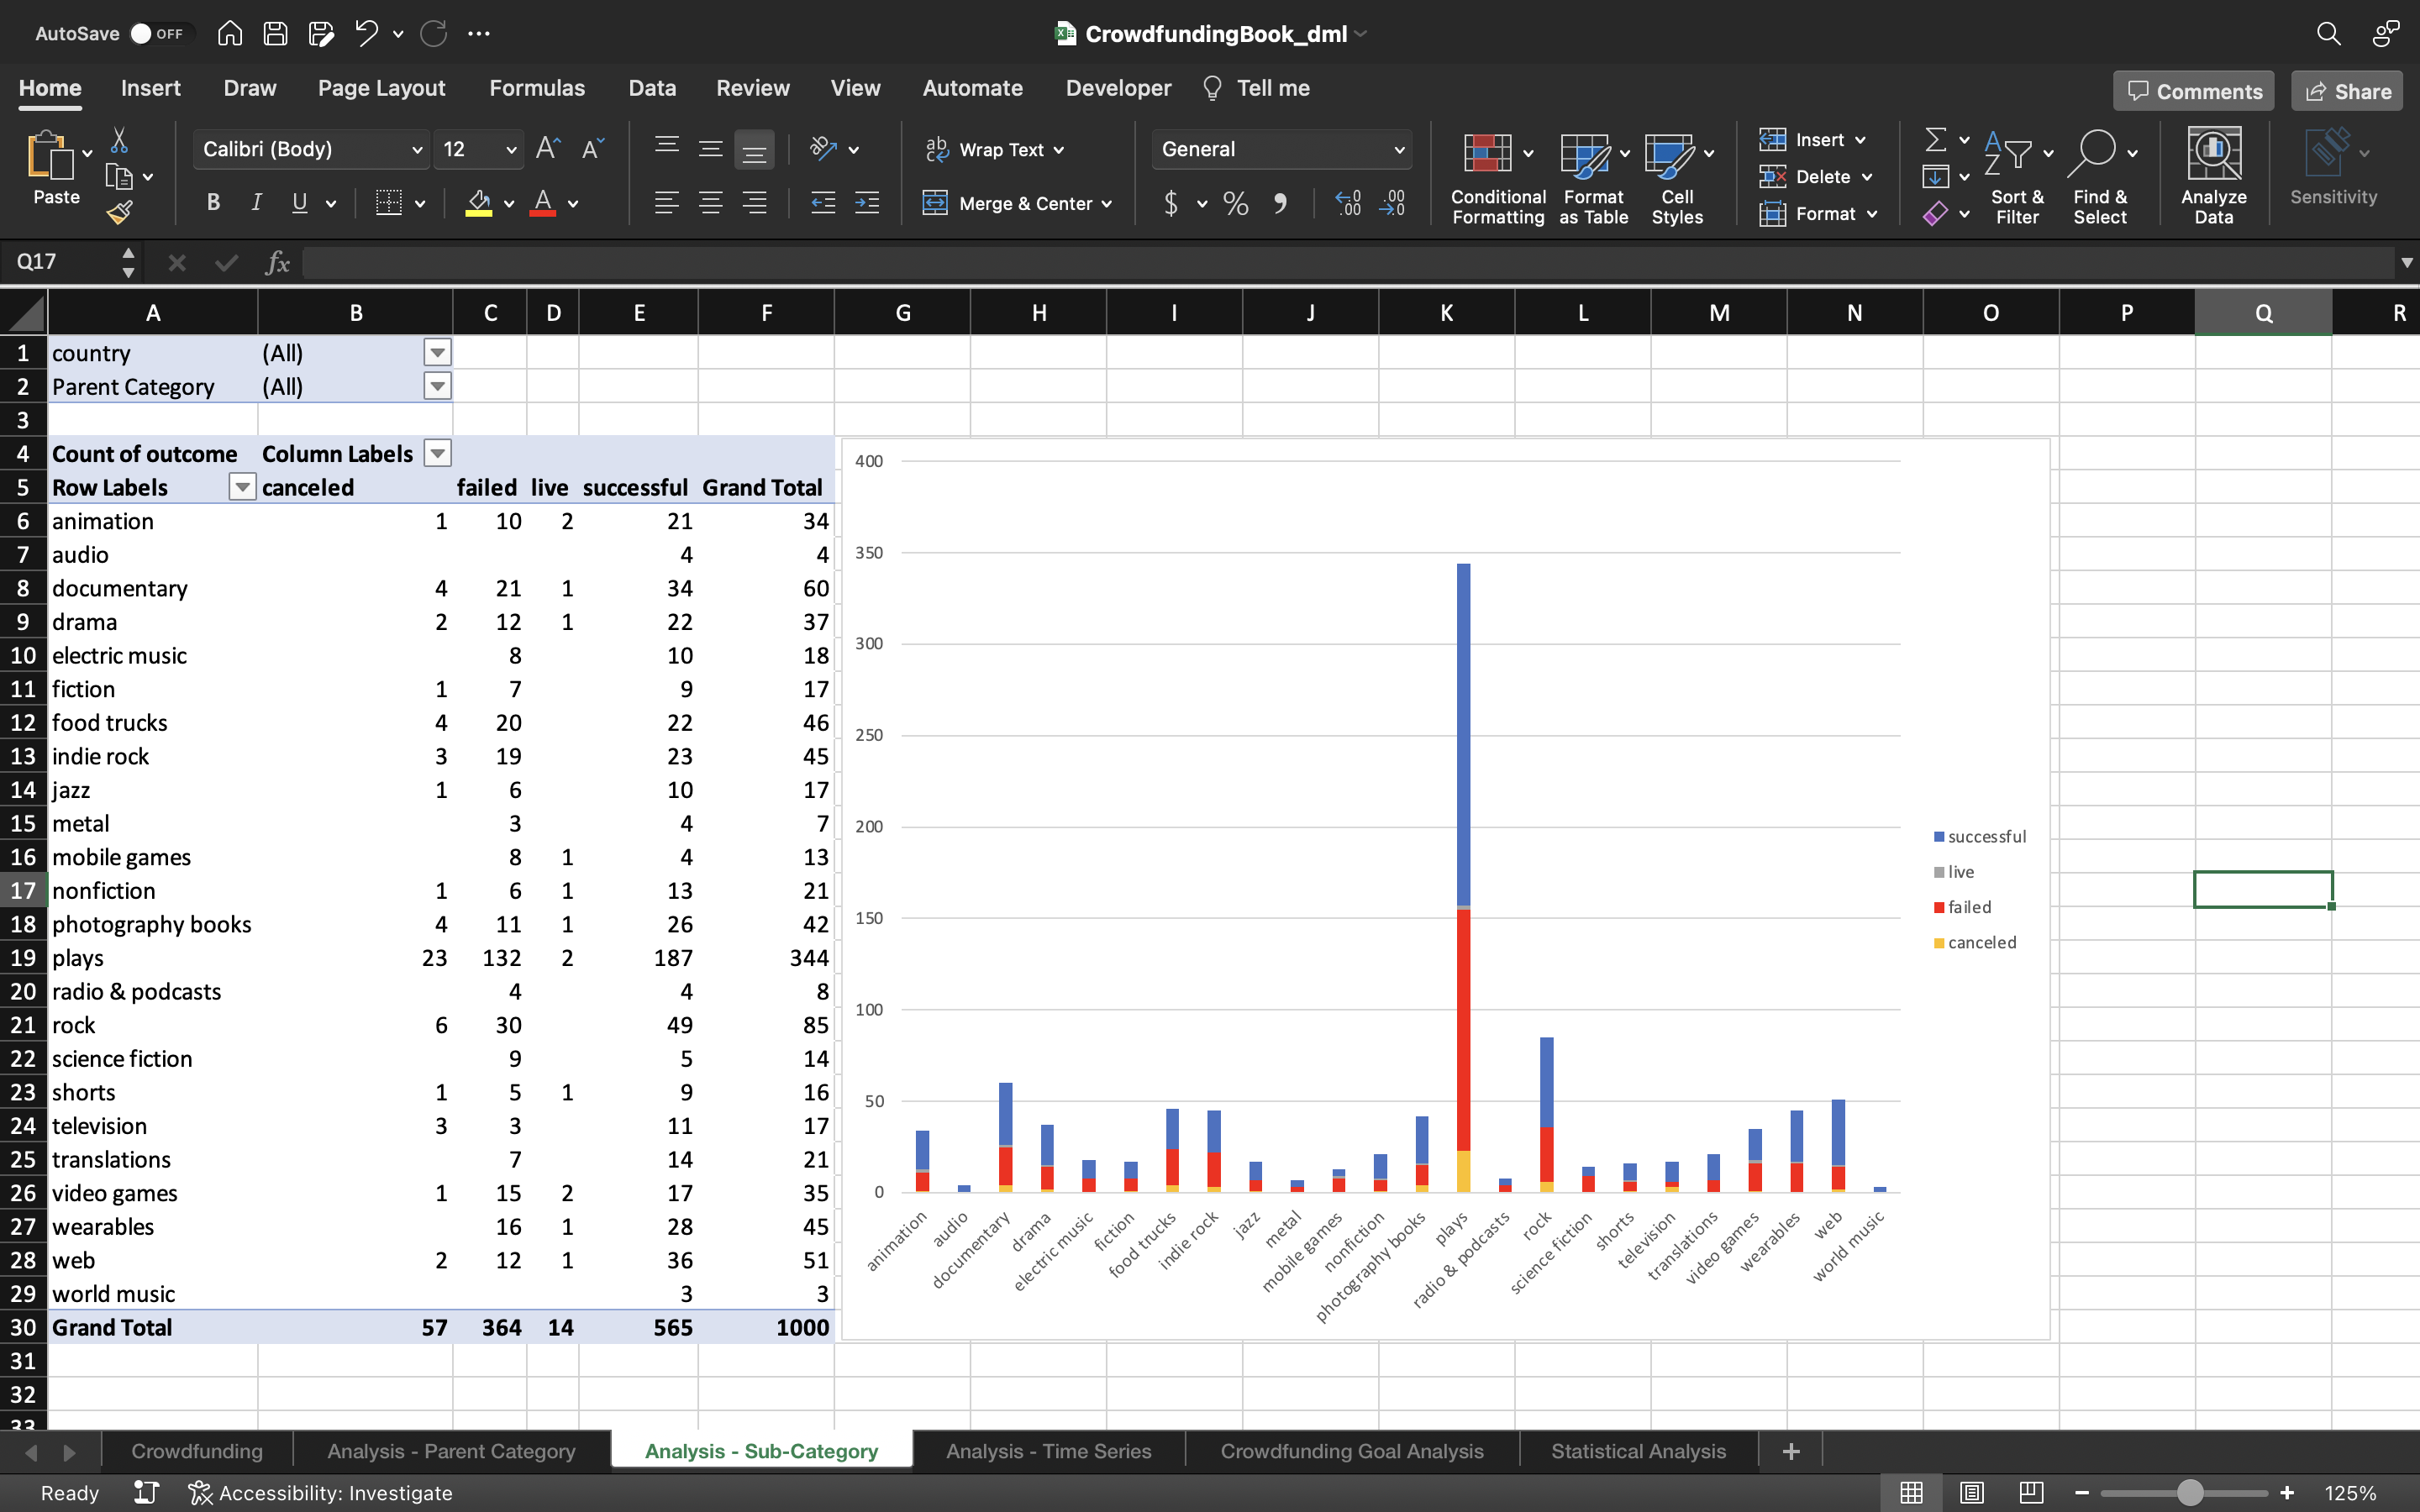 AutoSave OFF CrowdfundingBook_dml
Home Insert Draw Page Layout Formulas Data Review View Automate Developer Tell me Comments Share
Paste
Calibri (Body) 12
B I U A
Wrap Text
Merge & Center
General
$ % 9 .00 .00
Conditional Formatting
Format as Table
Cell Styles
Insert
Delete
Format
Sort & Filter
Find & Select
Analyze Data
Sensitivity
Q17 fx
A B C D E F G H I J K L M N O P Q R
1 country (All)
2 Parent Category (All)
3
4 Count of outcome Column Labels
5 Row Labels canceled failed live successful Grand Total
6 animation 1 10 2 21 34
7 audio 4 4
8 documentary 4 21 1 34 60
9 drama 2 12 1 22 37
10 electric music 8 10 18
11 fiction 1 7 9 17
12 food trucks 4 20 22 46
13 indie rock 3 19 23 45
14 jazz 1 6 10 17
15 metal 3 4 7
16 mobile games 8 1 4 13
17 nonfiction 1 6 1 13 21
18 photography books 4 11 1 26 42
19 plays 23 132 2 187 344
20 radio & podcasts 4 4 8
21 rock 6 30 49 85
22 science fiction 9 5 14
23 shorts 1 5 1 9 16
24 television 3 3 11 17
25 translations 7 14 21
26 video games 1 15 2 17 35
27 wearables 16 1 28 45
28 web 2 12 1 36 51
29 world music 3 3
30 Grand Total 57 364 14 565 1000
31
32
33
400
350
300
250
200
150
100
50
0
animation
audio
documentary
drama
electric music
fiction
food trucks
indie rock
jazz
metal
mobile games
nonfiction
photography books
plays
radio & podcasts
rock
science fiction
shorts
television
translations
video games
wearables
web
world music
successful
live
failed
canceled
Crowdfunding Analysis - Parent Category Analysis - Sub-Category Analysis - Time Series Crowdfunding Goal Analysis Statistical Analysis +
Ready Accessibility: Investigate 125%